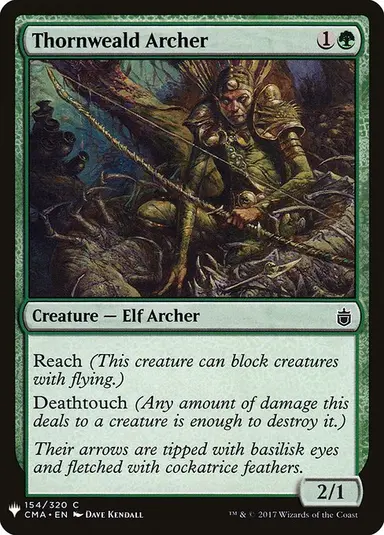 Thornweald Archer 1
Creature — Elf Archer
Reach (This creature can block creatures
with flying.)
Deathtouch (Any amount of damage this
deals to a creature is enough to destroy it.)
Their arrows are tipped with basilisk eyes
and fletched with cockatrice feathers.
2/1
154/320 C
CMA • EN DAVE KENDALL
™ & © 2017 Wizards of the Coast